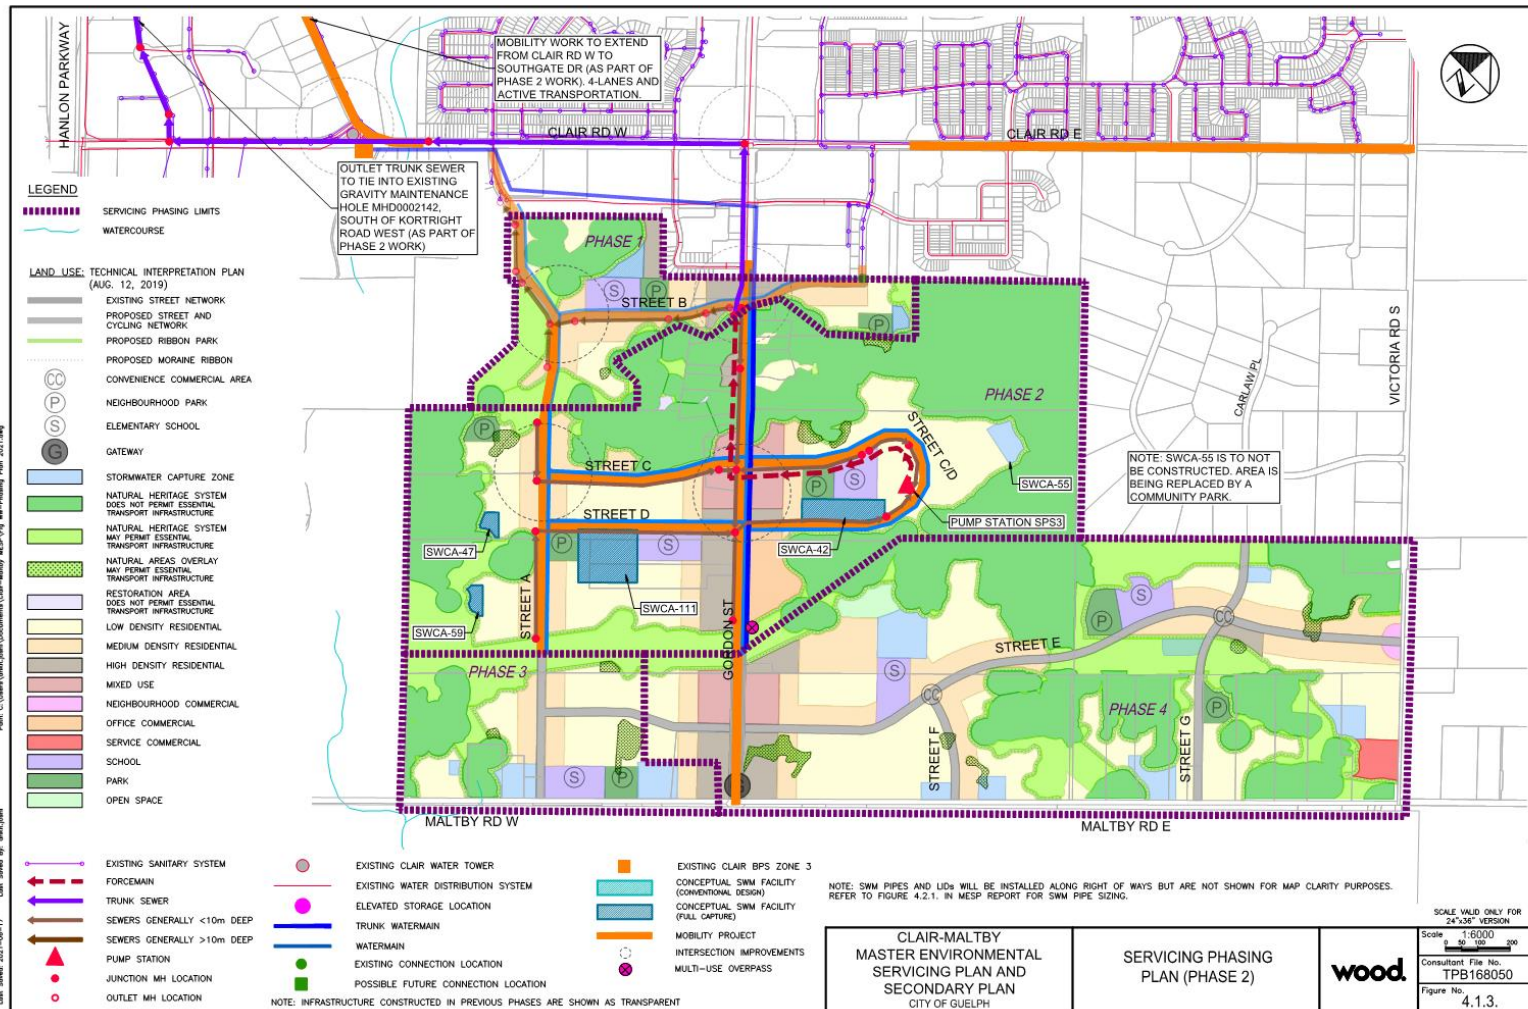 HANLON PARKWAY
MOBILITY WORK TO EXTEND
FROM CLAIR RD W TO
SOUTHGATE DR (AS PART OF
PHASE 2 WORK). 4-LANES AND
ACTIVE TRANSPORTATION.
CLAIR RD W
CLAIR RD E
OUTLET TRUNK SEWER
TO TIE INTO EXISTING
GRAVITY MAINTENANCE
HOLE MHD0002142,
SOUTH OF KORTRIGHT
ROAD WEST (AS PART OF
PHASE 2 WORK)
LEGEND
SERVICING PHASING LIMITS
WATERCOURSE
LAND USE: TECHNICAL INTERPRETATION PLAN
(AUG. 12, 2019)
EXISTING STREET NETWORK
PROPOSED STREET AND
CYCLING NETWORK
PROPOSED RIBBON PARK
PROPOSED MORAINE RIBBON
CC CONVENIENCE COMMERCIAL AREA
P NEIGHBOURHOOD PARK
S ELEMENTARY SCHOOL
G GATEWAY
STORMWATER CAPTURE ZONE
NATURAL HERITAGE SYSTEM
DOES NOT PERMIT ESSENTIAL
TRANSPORT INFRASTRUCTURE
NATURAL HERITAGE SYSTEM
MAY PERMIT ESSENTIAL
TRANSPORT INFRASTRUCTURE
NATURAL AREAS OVERLAY
MAY PERMIT ESSENTIAL
TRANSPORT INFRASTRUCTURE
RESTORATION AREA
DOES NOT PERMIT ESSENTIAL
TRANSPORT INFRASTRUCTURE
LOW DENSITY RESIDENTIAL
MEDIUM DENSITY RESIDENTIAL
HIGH DENSITY RESIDENTIAL
MIXED USE
NEIGHBOURHOOD COMMERCIAL
OFFICE COMMERCIAL
SERVICE COMMERCIAL
SCHOOL
PARK
OPEN SPACE
PHASE 1
S
P
STREET B
P
PHASE 2
CARLAW PL
VICTORIA RD S
P
STREET C
STREET C/D
NOTE: SWCA-55 IS TO NOT
BE CONSTRUCTED. AREA IS
BEING REPLACED BY A
COMMUNITY PARK.
P
S
SWCA-55
STREET D
PUMP STATION SPS3
SWCA-47
P
S
SWCA-42
STREET A
SWCA-111
SWCA-59
GORDON ST
P
S
CC
STREET E
PHASE 3
S
CC
PHASE 4
P
STREET F
STREET G
S
P
G
MALTBY RD W
MALTBY RD E
EXISTING SANITARY SYSTEM
FORCEMAIN
TRUNK SEWER
SEWERS GENERALLY <10m DEEP
SEWERS GENERALLY >10m DEEP
PUMP STATION
JUNCTION MH LOCATION
OUTLET MH LOCATION
EXISTING CLAIR WATER TOWER
EXISTING WATER DISTRIBUTION SYSTEM
ELEVATED STORAGE LOCATION
TRUNK WATERMAIN
WATERMAIN
EXISTING CONNECTION LOCATION
POSSIBLE FUTURE CONNECTION LOCATION
NOTE: INFRASTRUCTURE CONSTRUCTED IN PREVIOUS PHASES ARE SHOWN AS TRANSPARENT
EXISTING CLAIR BPS ZONE 3
CONCEPTUAL SWM FACILITY
(CONVENTIONAL DESIGN)
CONCEPTUAL SWM FACILITY
(FULL CAPTURE)
MOBILITY PROJECT
INTERSECTION IMPROVEMENTS
MULTI-USE OVERPASS
NOTE: SWM PIPES AND LIDs WILL BE INSTALLED ALONG RIGHT OF WAYS BUT ARE NOT SHOWN FOR MAP CLARITY PURPOSES.
REFER TO FIGURE 4.2.1. IN MESP REPORT FOR SWM PIPE SIZING.
CLAIR-MALTBY
MASTER ENVIRONMENTAL
SERVICING PLAN AND
SECONDARY PLAN
CITY OF GUELPH
SERVICING PHASING
PLAN (PHASE 2)
wood.
SCALE VALID ONLY FOR
24"x36" VERSION
Scale 1:6000
0 50 100 200
Consultant File No.
TPB168050
Figure No.
4.1.3.